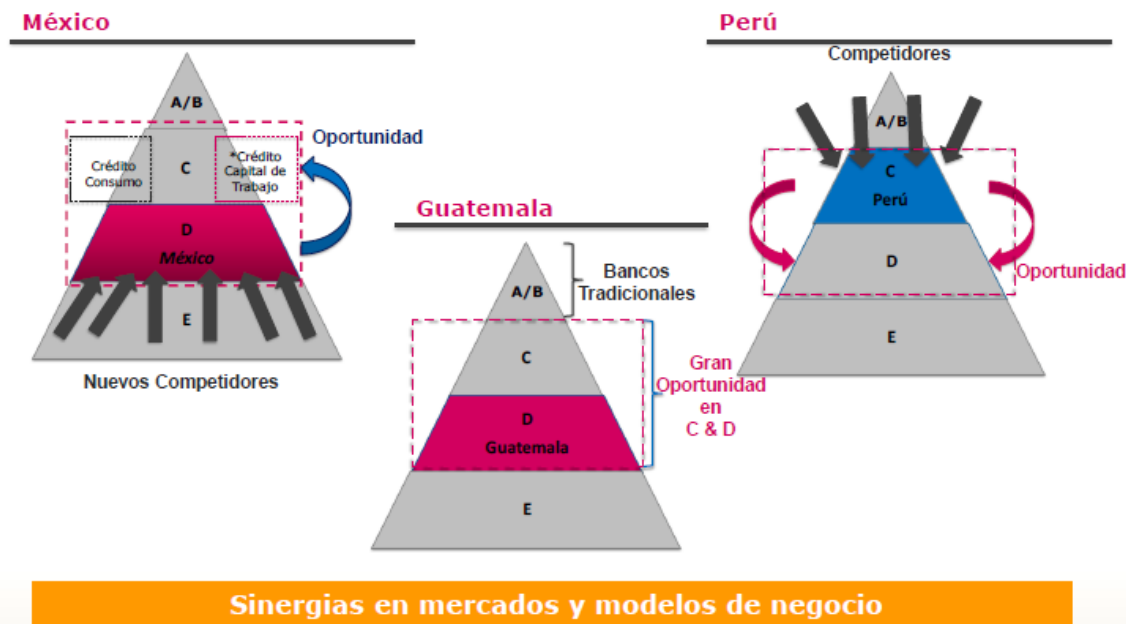 México
A/B
Oportunidad
Crédito
Consumo
C
*Crédito
Capital de
Trabajo
D
México
E
Nuevos Competidores
Guatemala
A/B
Bancos
Tradicionales
C
Gran
Oportunidad
en
C & D
D
Guatemala
E
Perú
Competidores
A/B
C
Perú
D
Oportunidad
E
Sinergias en mercados y modelos de negocio